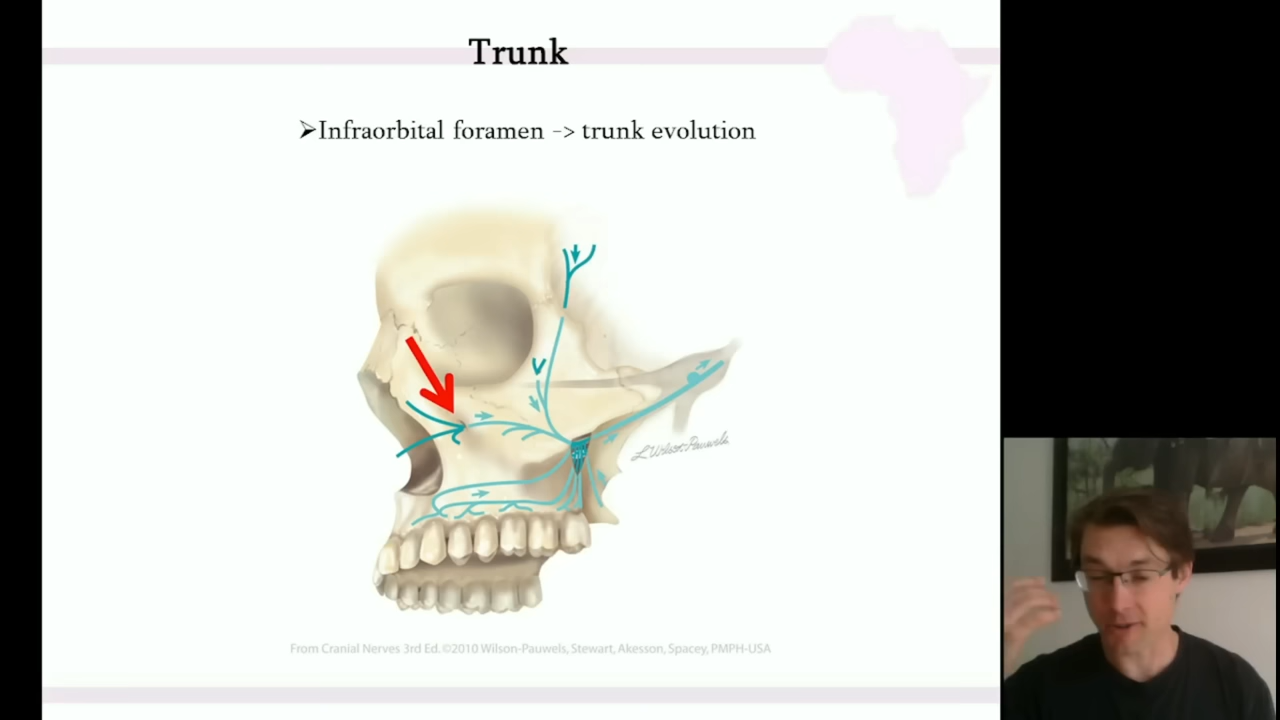 Trunk
➢Infraorbital foramen -> trunk evolution
V
L. Wilson-Pauwels
From Cranial Nerves 3rd Ed.©2010 Wilson-Pauwels, Stewart, Akesson, Spacey, PMPH-USA